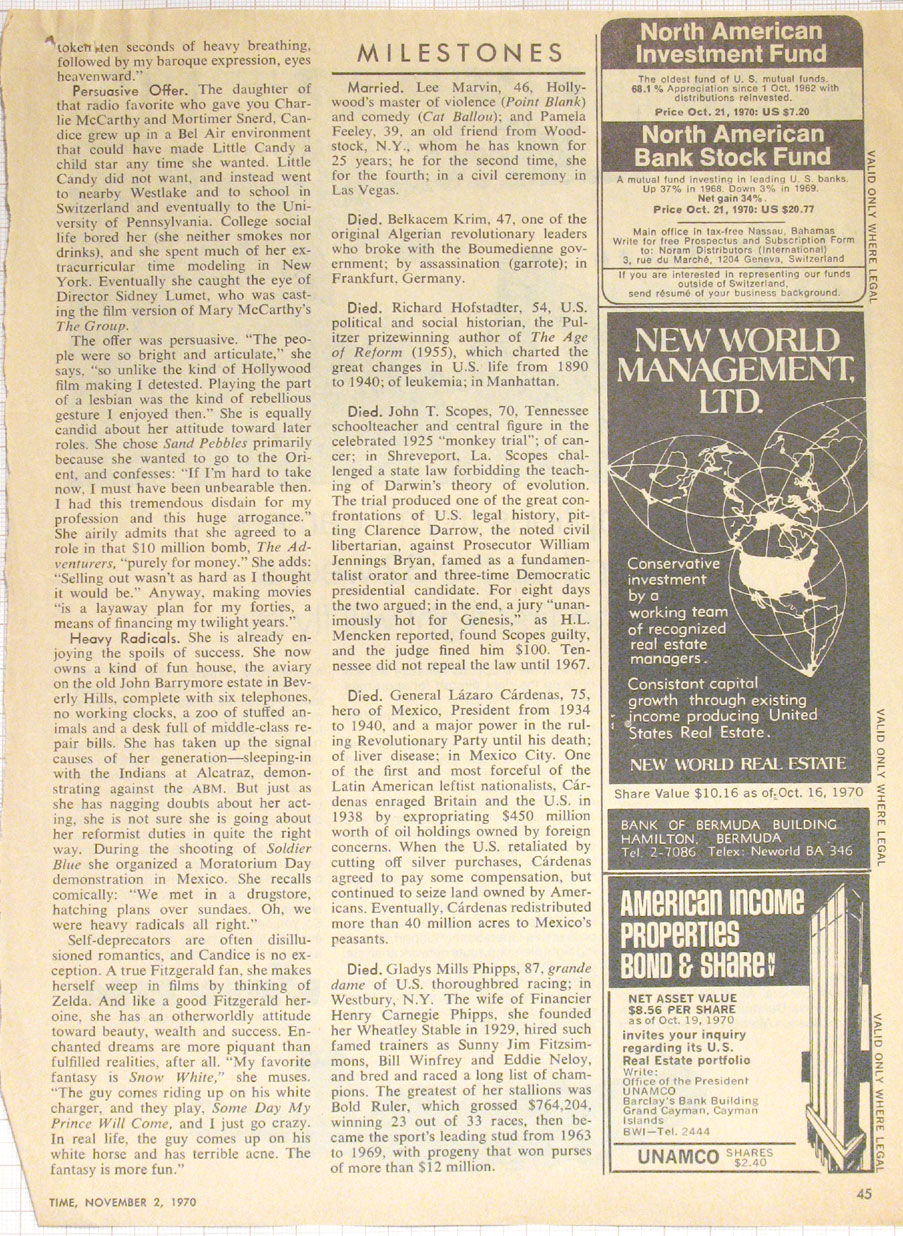 token ten seconds of heavy breathing,
followed by my baroque expression, eyes
heavenward.”
Persuasive Offer. The daughter of
that radio favorite who gave you Char-
lie McCarthy and Mortimer Snerd, Can-
dice grew up in a Bel Air environment
that could have made Little Candy a
child star any time she wanted. Little
Candy did not want, and instead went
to nearby Westlake and to school in
Switzerland and eventually to the Uni-
versity of Pennsylvania. College social
life bored her (she neither smokes nor
drinks), and she spent much of her ex-
tracurricular time modeling in New
York. Eventually she caught the eye of
Director Sidney Lumet, who was cast-
ing the film version of Mary McCarthy’s
The Group.
The offer was persuasive. “The peo-
ple were so bright and articulate,” she
says, “so unlike the kind of Hollywood
film making I detested. Playing the part
of a lesbian was the kind of rebellious
gesture I enjoyed then.” She is equally
candid about her attitude toward later
roles. She chose Sand Pebbles primarily
because she wanted to go to the Ori-
ent, and confesses: “If I’m hard to take
now, I must have been unbearable then.
I had this tremendous disdain for my
profession and this huge arrogance.”
She airily admits that she agreed to a
role in that $10 million bomb, The Ad-
venturers, “purely for money.” She adds:
“Selling out wasn’t as hard as I thought
it would be.” Anyway, making movies
“is a layaway plan for my forties, a
means of financing my twilight years.”
Heavy Radicals. She is already en-
joying the spoils of success. She now
owns a kind of fun house, the aviary
on the old John Barrymore estate in Bev-
erly Hills, complete with six telephones,
no working clocks, a zoo of stuffed an-
imals and a desk full of middle-class re-
pair bills. She has taken up the signal
causes of her generation—sleeping-in
with the Indians at Alcatraz, demon-
strating against the ABM. But just as
she has nagging doubts about her act-
ing, she is not sure she is going about
her reformist duties in quite the right
way. During the shooting of Soldier
Blue she organized a Moratorium Day
demonstration in Mexico. She recalls
comically: “We met in a drugstore,
hatching plans over sundaes. Oh, we
were heavy radicals all right.”
Self-deprecators are often disillu-
sioned romantics, and Candice is no ex-
ception. A true Fitzgerald fan, she makes
herself weep in films by thinking of
Zelda. And like a good Fitzgerald her-
oine, she has an otherworldly attitude
toward beauty, wealth and success. En-
chanted dreams are more piquant than
fulfilled realities, after all. “My favorite
fantasy is Snow White,” she muses.
“The guy comes riding up on his white
charger, and they play, Some Day My
Prince Will Come, and I just go crazy.
In real life, the guy comes up on his
white horse and has terrible acne. The
fantasy is more fun.”
MILESTONES
Married. Lee Marvin, 46, Holly-
wood’s master of violence (Point Blank)
and comedy (Cat Ballou); and Pamela
Feeley, 39, an old friend from Wood-
stock, N.Y., whom he has known for
25 years; he for the second time, she
for the fourth; in a civil ceremony in
Las Vegas.
Died. Belkacem Krim, 47, one of the
original Algerian revolutionary leaders
who broke with the Boumedienne gov-
ernment; by assassination (garrote); in
Frankfurt, Germany.
Died. Richard Hofstadter, 54, U.S.
political and social historian, the Pul-
itzer prizewinning author of The Age
of Reform (1955), which charted the
great changes in U.S. life from 1890
to 1940; of leukemia; in Manhattan.
Died. John T. Scopes, 70, Tennessee
schoolteacher and central figure in the
celebrated 1925 “monkey trial”; of can-
cer; in Shreveport, La. Scopes chal-
lenged a state law forbidding the teach-
ing of Darwin’s theory of evolution.
The trial produced one of the great con-
frontations of U.S. legal history, pit-
ting Clarence Darrow, the noted civil
libertarian, against Prosecutor William
Jennings Bryan, famed as a fundamen-
talist orator and three-time Democratic
presidential candidate. For eight days
the two argued; in the end, a jury “unan-
imously hot for Genesis,” as H.L.
Mencken reported, found Scopes guilty,
and the judge fined him $100. Ten-
nessee did not repeal the law until 1967.
Died. General Lázaro Cárdenas, 75,
hero of Mexico, President from 1934
to 1940, and a major power in the rul-
ing Revolutionary Party until his death;
of liver disease; in Mexico City. One
of the first and most forceful of the
Latin American leftist nationalists, Cár-
denas enraged Britain and the U.S. in
1938 by expropriating $450 million
worth of oil holdings owned by foreign
concerns. When the U.S. retaliated by
cutting off silver purchases, Cárdenas
agreed to pay some compensation, but
continued to seize land owned by Amer-
icans. Eventually, Cárdenas redistributed
more than 40 million acres to Mexico’s
peasants.
Died. Gladys Mills Phipps, 87, grande
dame of U.S. thoroughbred racing; in
Westbury, N.Y. The wife of Financier
Henry Carnegie Phipps, she founded
her Wheatley Stable in 1929, hired such
famed trainers as Sunny Jim Fitzsim-
mons, Bill Winfrey and Eddie Neloy,
and bred and raced a long list of cham-
pions. The greatest of her stallions was
Bold Ruler, which grossed $764,204,
winning 23 out of 33 races, then be-
came the sport’s leading stud from 1963
to 1969, with progeny that won purses
of more than $12 million.
North American
Investment Fund
The oldest fund of U. S. mutual funds.
68.1 % Appreciation since 1 Oct. 1962 with
distributions reinvested.
Price Oct. 21, 1970: US $7.20
North American
Bank Stock Fund
A mutual fund investing in leading U. S. banks.
Up 37% in 1968. Down 3% in 1969.
Net gain 34%.
Price Oct. 21, 1970: US $20.77
Main office in tax-free Nassau, Bahamas
Write for free Prospectus and Subscription Form
to: Noram Distributors (International)
3, rue du Marché, 1204 Geneva, Switzerland
If you are interested in representing our funds
outside of Switzerland,
send résumé of your business background.
VALID ONLY WHERE LEGAL
NEW WORLD
MANAGEMENT,
LTD.
Conservative
investment
by a
working team
of recognized
real estate
managers.
Consistant capital
growth through existing
income producing United
States Real Estate.
NEW WORLD REAL ESTATE
Share Value $10.16 as of Oct. 16, 1970
BANK OF BERMUDA BUILDING
HAMILTON, BERMUDA
Tel. 2-7086 Telex: Neworld BA 346
VALID ONLY WHERE LEGAL
AMERICAN INCOME
PROPERTIES
BOND & SHARE NV
NET ASSET VALUE
$8.56 PER SHARE
as of Oct. 19, 1970
invites your inquiry
regarding its U.S.
Real Estate portfolio
Write:
Office of the President
UNAMCO
Barclay’s Bank Building
Grand Cayman, Cayman
Islands
BWI—Tel. 2444
UNAMCO SHARES
$2.40
VALID ONLY WHERE LEGAL
TIME, NOVEMBER 2, 1970
45